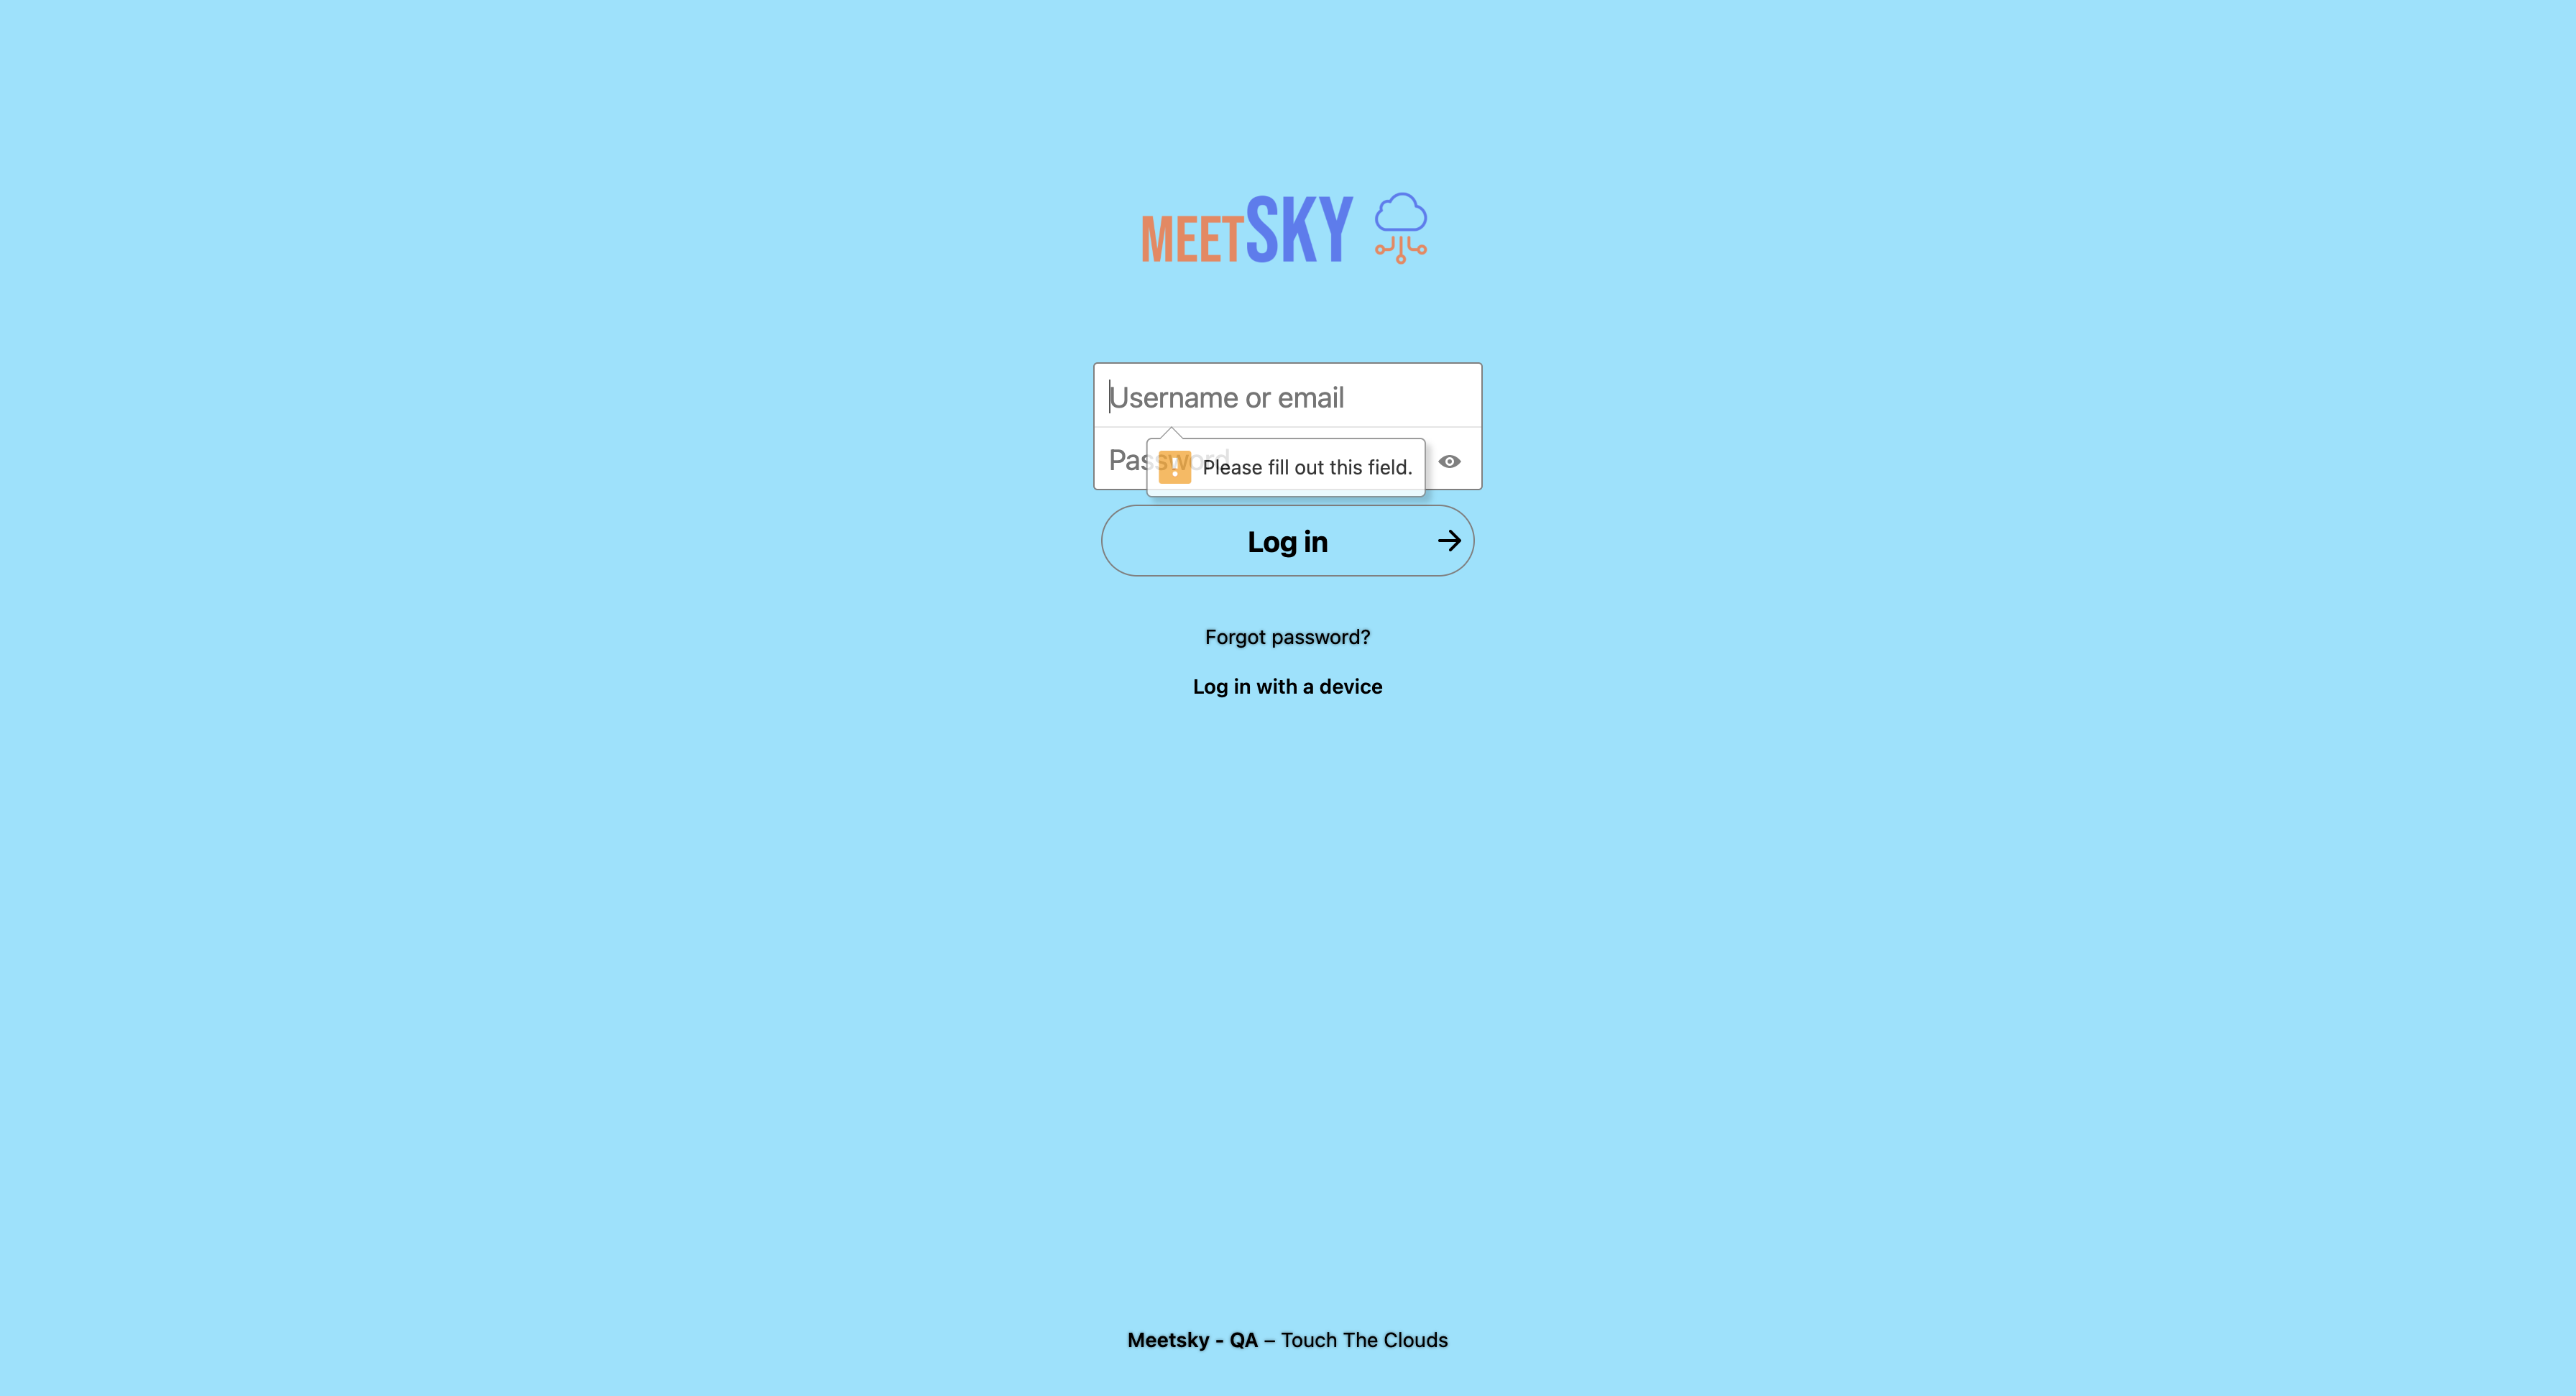 MEETSKY
Username or email
Password
Please fill out this field.
Log in
Forgot password?
Log in with a device
Meetsky - QA – Touch The Clouds